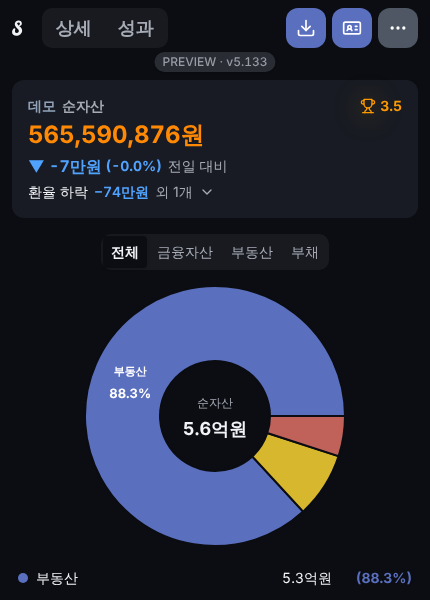 상세 성과
PREVIEW · v5.133
데모 순자산
3.5
565,590,876원
▼ -7만원 (-0.0%) 전일 대비
환율 하락 -74만원 외 1개
전체 금융자산 부동산 부채
부동산
88.3%
순자산
5.6억원
부동산 5.3억원 (88.3%)